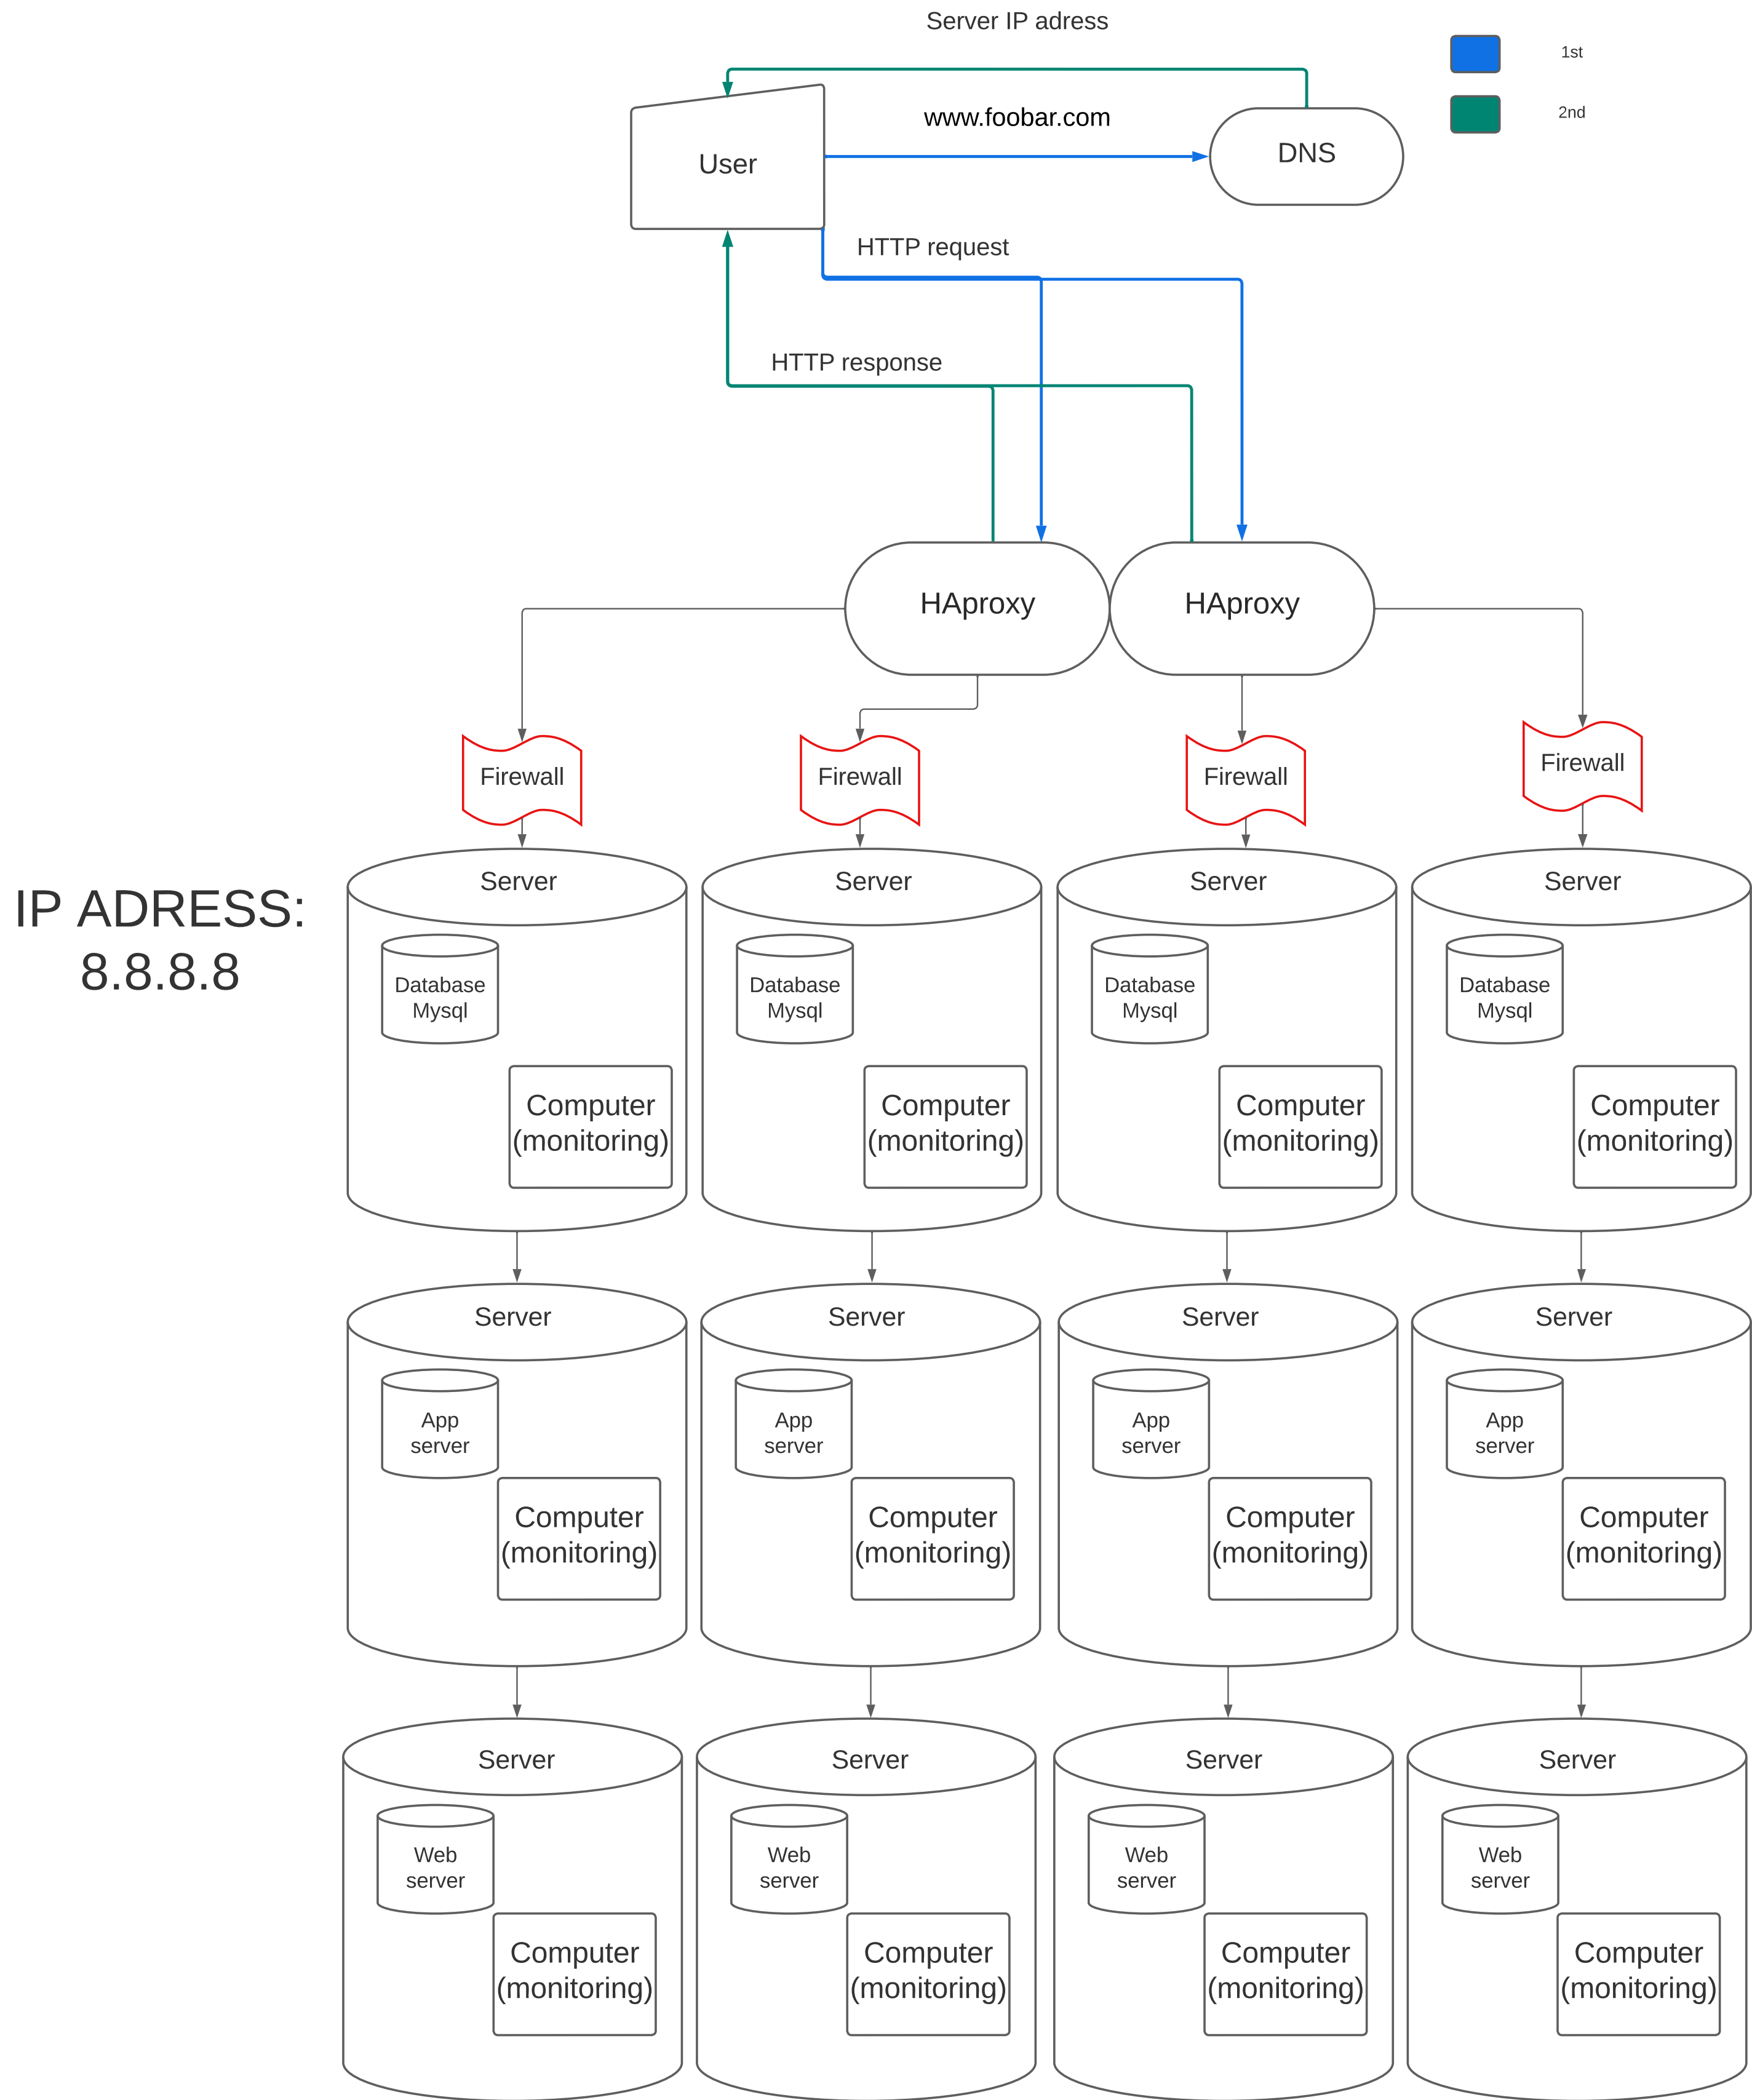 Server IP adress
1st
www.foobar.com
2nd
User
DNS
HTTP request
HTTP response
HAproxy
HAproxy
Firewall
Firewall
Firewall
Firewall
IP ADRESS:
8.8.8.8
Server
Server
Server
Server
Database
Mysql
Database
Mysql
Database
Mysql
Database
Mysql
Computer
(monitoring)
Computer
(monitoring)
Computer
(monitoring)
Computer
(monitoring)
Server
Server
Server
Server
App
server
App
server
App
server
App
server
Computer
(monitoring)
Computer
(monitoring)
Computer
(monitoring)
Computer
(monitoring)
Server
Server
Server
Server
Web
server
Web
server
Web
server
Web
server
Computer
(monitoring)
Computer
(monitoring)
Computer
(monitoring)
Computer
(monitoring)